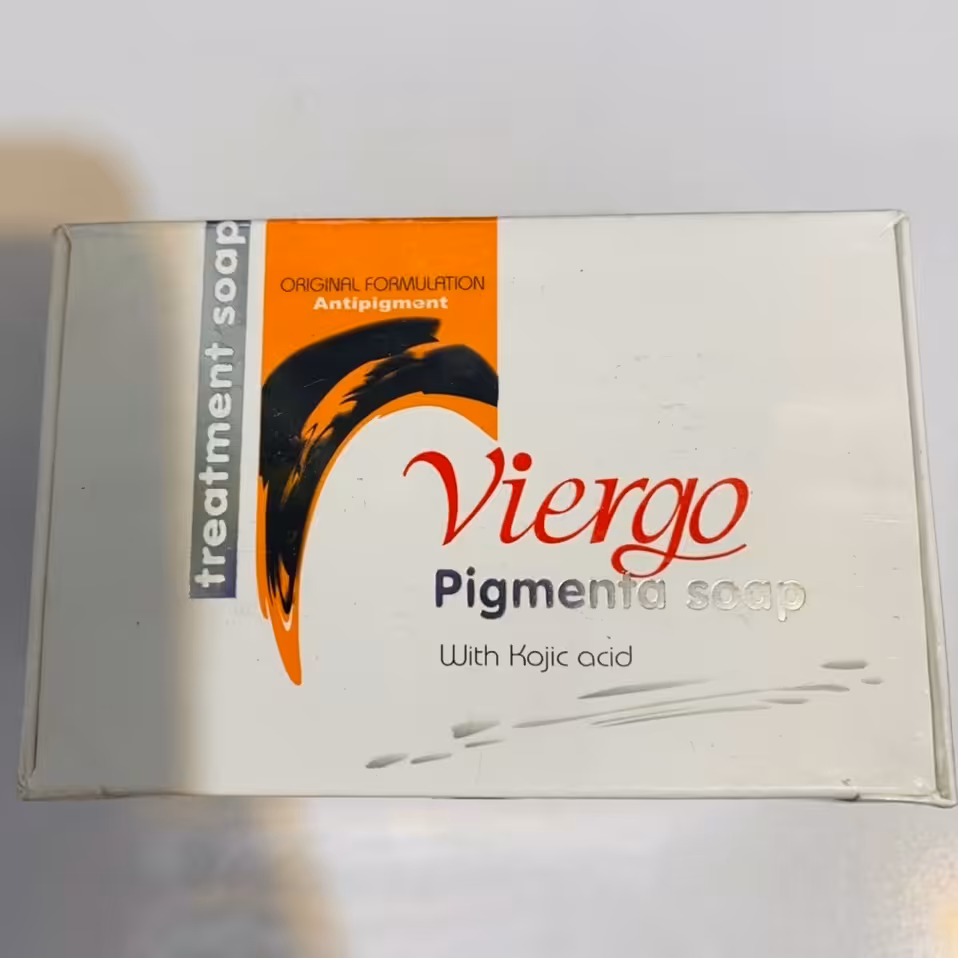 treatment soap
ORIGINAL FORMULATION
Antipigment
Viergo
Pigmenta soap
With Kojic acid